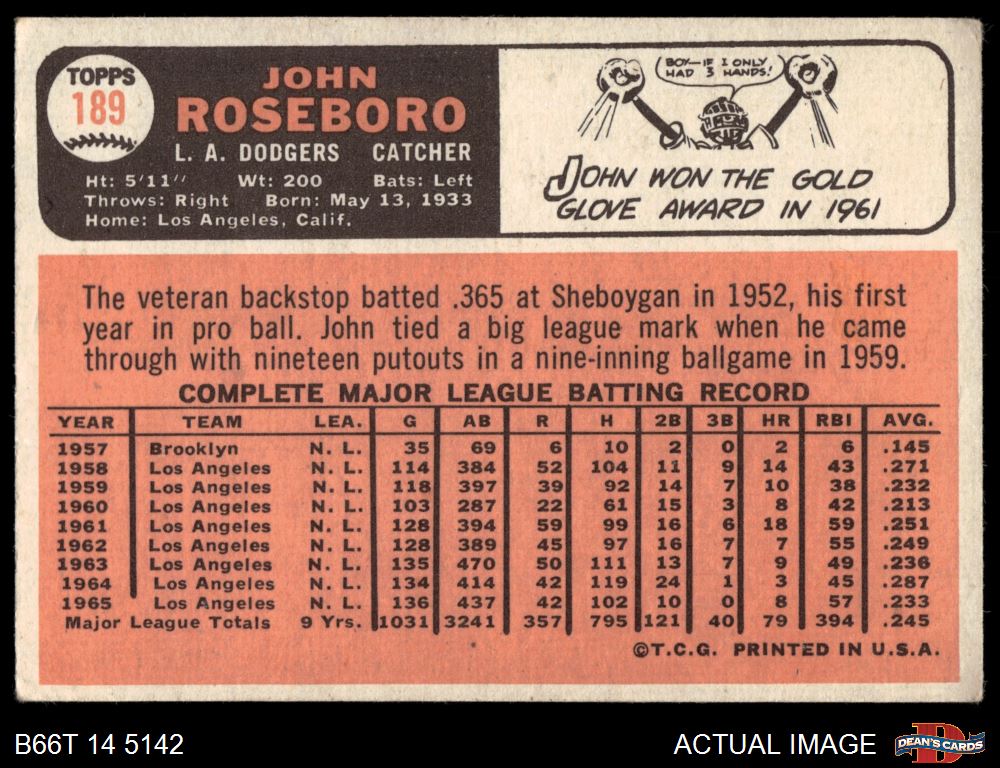 TOPPS
189
JOHN
ROSEBORO
L. A. DODGERS CATCHER
Ht: 5'11" Wt: 200 Bats: Left
Throws: Right Born: May 13, 1933
Home: Los Angeles, Calif.
BOY—IF I ONLY
HAD 3 HANDS!
JOHN WON THE GOLD
GLOVE AWARD IN 1961
The veteran backstop batted .365 at Sheboygan in 1952, his first
year in pro ball. John tied a big league mark when he came
through with nineteen putouts in a nine-inning ballgame in 1959.
COMPLETE MAJOR LEAGUE BATTING RECORD
YEAR TEAM LEA. G AB R H 2B 3B HR RBI AVG.
1957 Brooklyn N. L. 35 69 6 10 2 0 2 6 .145
1958 Los Angeles N. L. 114 384 52 104 11 9 14 43 .271
1959 Los Angeles N. L. 118 397 39 92 14 7 10 38 .232
1960 Los Angeles N. L. 103 287 22 61 15 3 8 42 .213
1961 Los Angeles N. L. 128 394 59 99 16 6 18 59 .251
1962 Los Angeles N. L. 128 389 45 97 16 7 7 55 .249
1963 Los Angeles N. L. 135 470 50 111 13 7 9 49 .236
1964 Los Angeles N. L. 134 414 42 119 24 1 3 45 .287
1965 Los Angeles N. L. 136 437 42 102 10 0 8 57 .233
Major League Totals 9 Yrs. 1031 3241 357 795 121 40 79 394 .245
©T.C.G. PRINTED IN U.S.A.
B66T 14 5142
ACTUAL IMAGE
D
DEAN'S CARDS